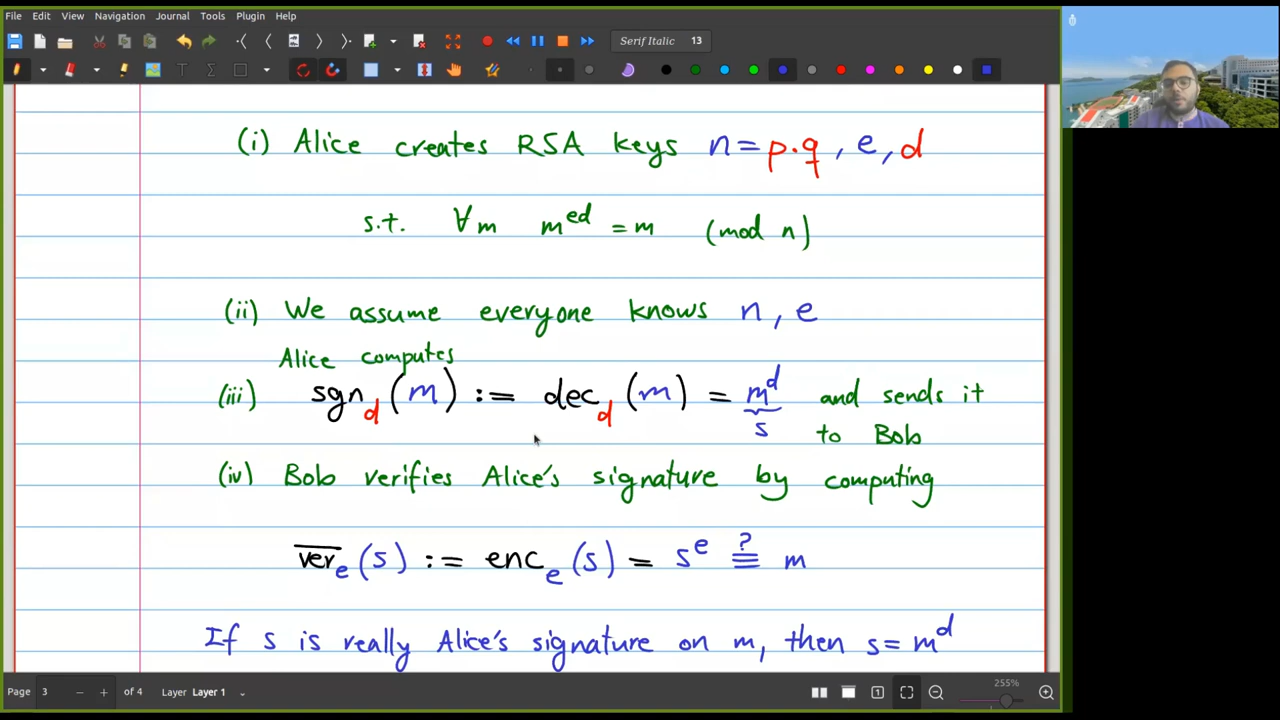 File Edit View Navigation Journal Tools Plugin Help
Serif Italic 13
(i) Alice creates RSA keys n=p.q, e, d
s.t. ∀m m^ed = m (mod n)
(ii) We assume everyone knows n, e
Alice computes
(iii) sgn_d(m) := dec_d(m) = m^d and sends it
s to Bob
(iv) Bob verifies Alice's signature by computing
v̅e̅r̅_e(s) := enc_e(s) = s^e ≟ m
If s is really Alice's signature on m, then s = m^d
Page 3 − + of 4 Layer Layer 1 255%